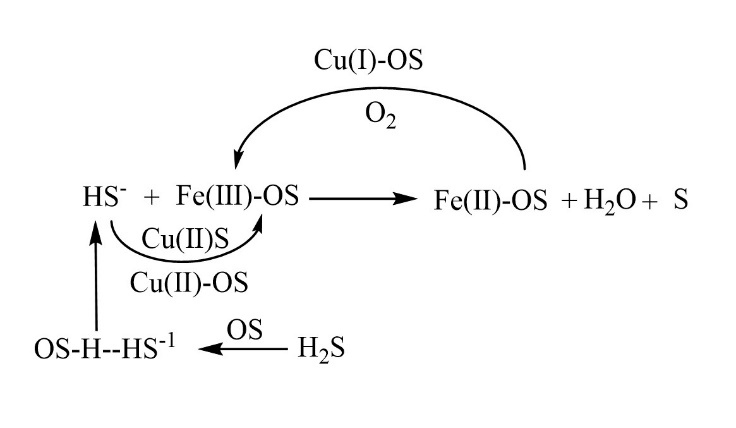 Cu(I)-OS
O₂
HS⁻ + Fe(III)-OS Fe(II)-OS + H₂O + S
Cu(II)S
Cu(II)-OS
OS
OS-H--HS⁻¹ H₂S